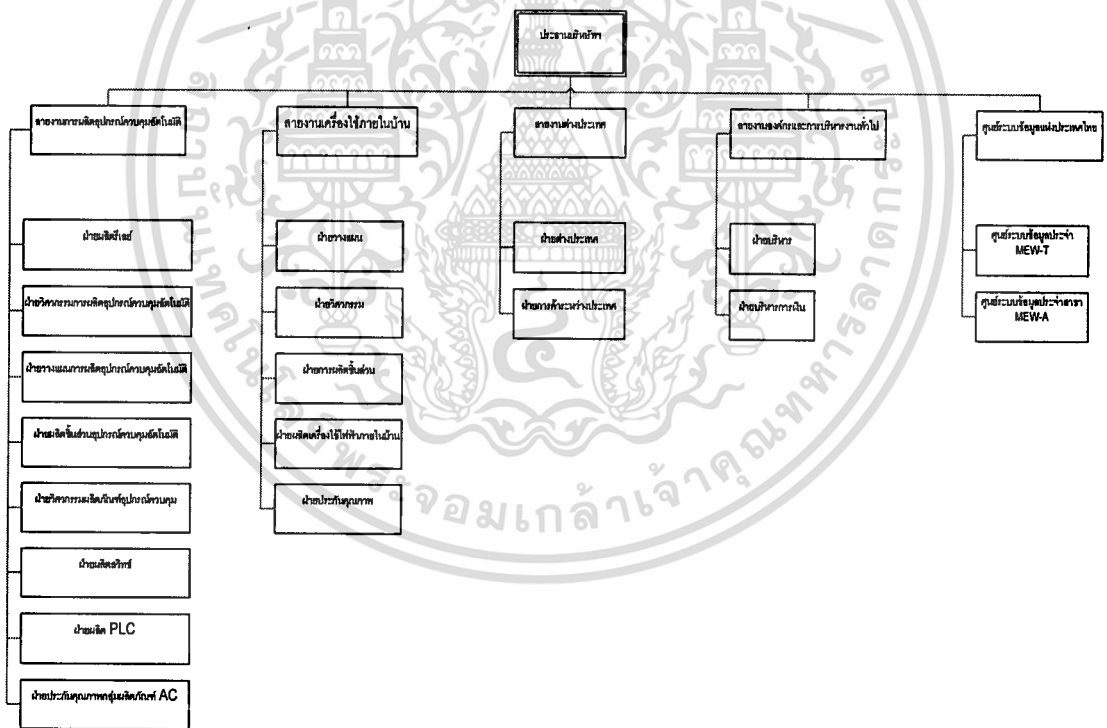 ประธานบริษัทฯ
สายงานการผลิตอุปกรณ์ควบคุมอัตโนมัติ
สายงานเครื่องใช้ภายในบ้าน
สายงานต่างประเทศ
สายงานองค์กรและการบริหารงานทั่วไป
ศูนย์ระบบข้อมูลแห่งประเทศไทย
ฝ่ายผลิตรีเลย์
ฝ่ายวิศวกรรมการผลิตอุปกรณ์ควบคุมอัตโนมัติ
ฝ่ายวางแผนการผลิตอุปกรณ์ควบคุมอัตโนมัติ
ฝ่ายผลิตชิ้นส่วนอุปกรณ์ควบคุมอัตโนมัติ
ฝ่ายวิศวกรรมผลิตภัณฑ์อุปกรณ์ควบคุม
ฝ่ายผลิตสวิทช์
ฝ่ายผลิต PLC
ฝ่ายประกันคุณภาพกลุ่มผลิตภัณฑ์ AC
ฝ่ายวางแผน
ฝ่ายวิศวกรรม
ฝ่ายการผลิตชิ้นส่วน
ฝ่ายผลิตเครื่องใช้ไฟฟ้าภายในบ้าน
ฝ่ายประกันคุณภาพ
ฝ่ายต่างประเทศ
ฝ่ายการค้าระหว่างประเทศ
ฝ่ายบริหาร
ฝ่ายบริหารการเงิน
ศูนย์ระบบข้อมูลประจำ
MEW-T
ศูนย์ระบบข้อมูลประจำสาขา
MEW-A
พระจอมเกล้าเจ้าคุณทหารลาดกระบัง